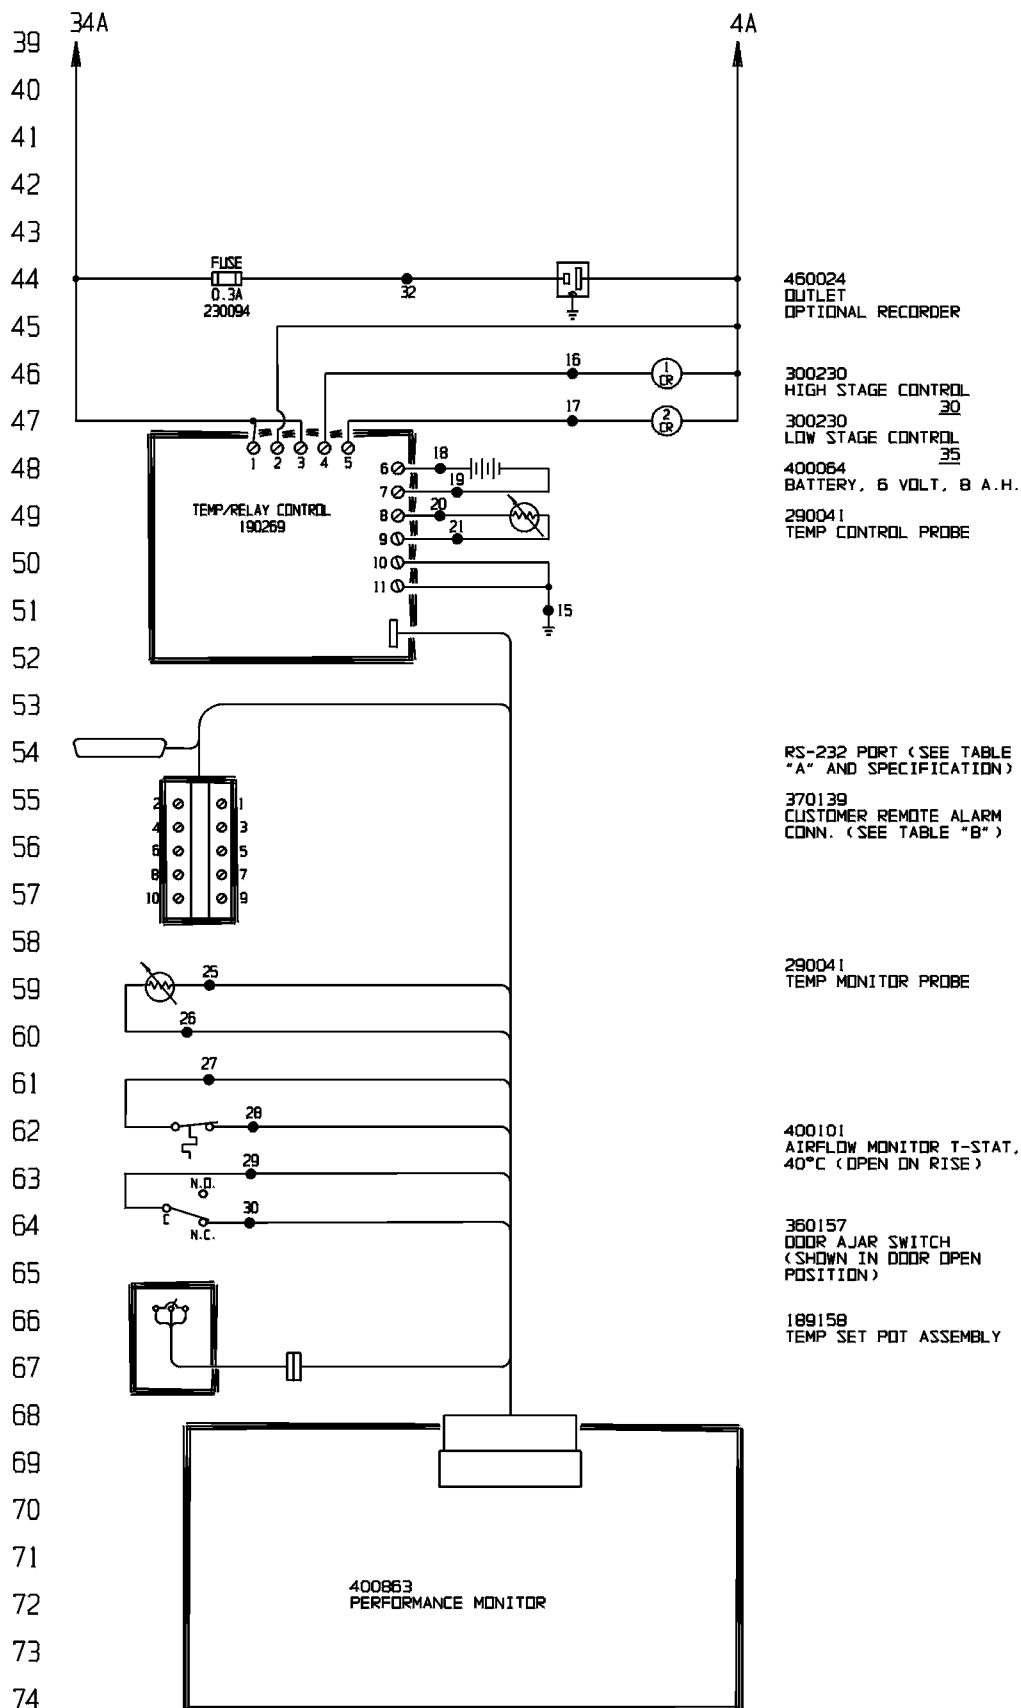 34A
4A
39
40
41
42
43
44
FUSE
0.3A
230094
32
460024
OUTLET
OPTIONAL RECORDER
45
46
16
1
CR
300230
HIGH STAGE CONTROL
30
47
17
2
CR
300230
LOW STAGE CONTROL
35
1 2 3 4 5
48
6
18
400064
BATTERY, 6 VOLT, 8 A.H.
7
19
TEMP/RELAY CONTROL
190269
49
8
20
290041
TEMP CONTROL PROBE
9
21
50
10
11
51
15
52
53
54
RS-232 PORT (SEE TABLE
"A" AND SPECIFICATION)
55
2 1
370139
CUSTOMER REMOTE ALARM
CONN. (SEE TABLE "B")
4 3
56
6 5
8 7
57
10 9
58
59
25
290041
TEMP MONITOR PROBE
60
26
61
27
62
28
400101
AIRFLOW MONITOR T-STAT,
40°C (OPEN ON RISE)
63
29
N.O.
64
C
N.C.
30
360157
DOOR AJAR SWITCH
(SHOWN IN DOOR OPEN
POSITION)
65
66
189158
TEMP SET POT ASSEMBLY
67
68
69
70
71
72
400863
PERFORMANCE MONITOR
73
74